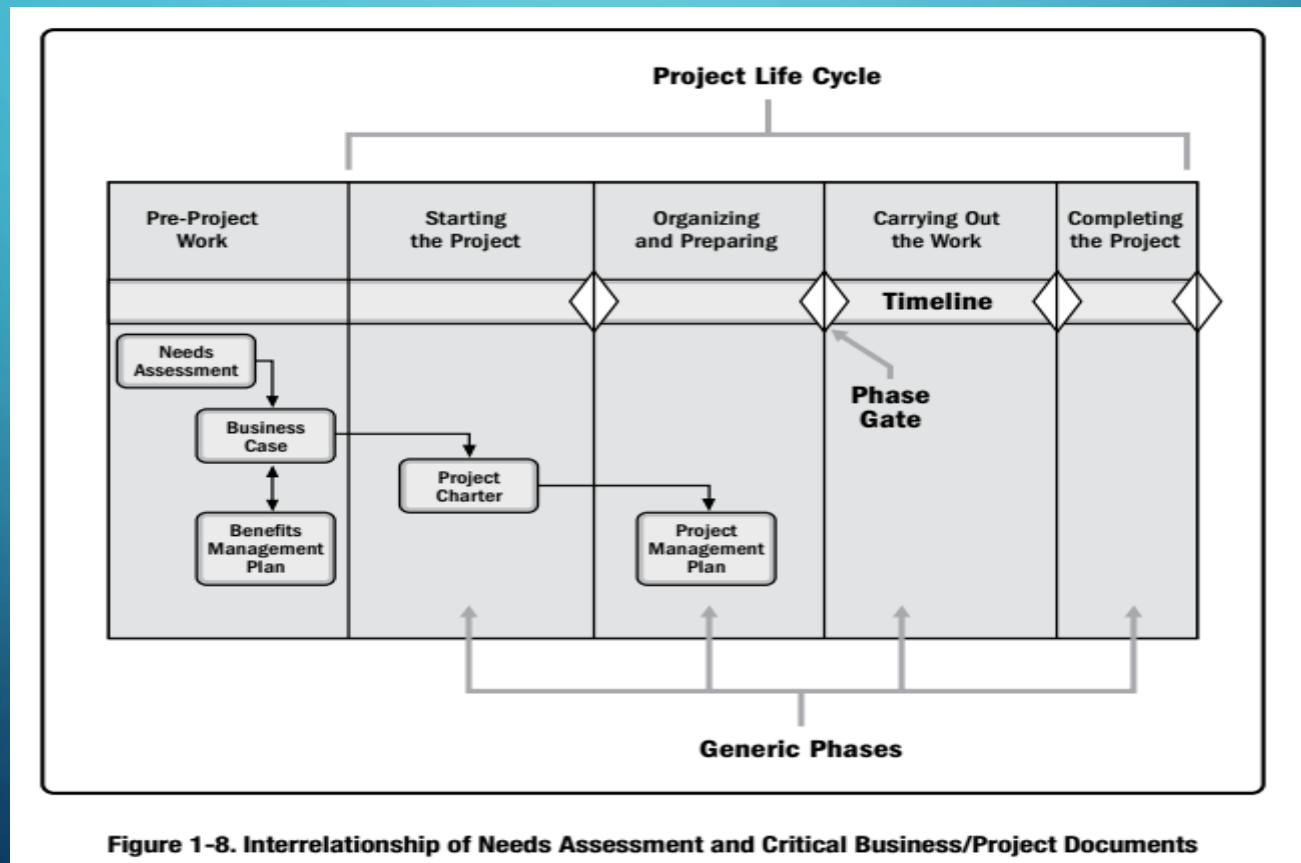 Project Life Cycle
Pre-Project
Work
Starting
the Project
Organizing
and Preparing
Carrying Out
the Work
Completing
the Project
Timeline
Needs
Assessment
Business
Case
Benefits
Management
Plan
Project
Charter
Project
Management
Plan
Phase
Gate
Generic Phases
Figure 1-8. Interrelationship of Needs Assessment and Critical Business/Project Documents